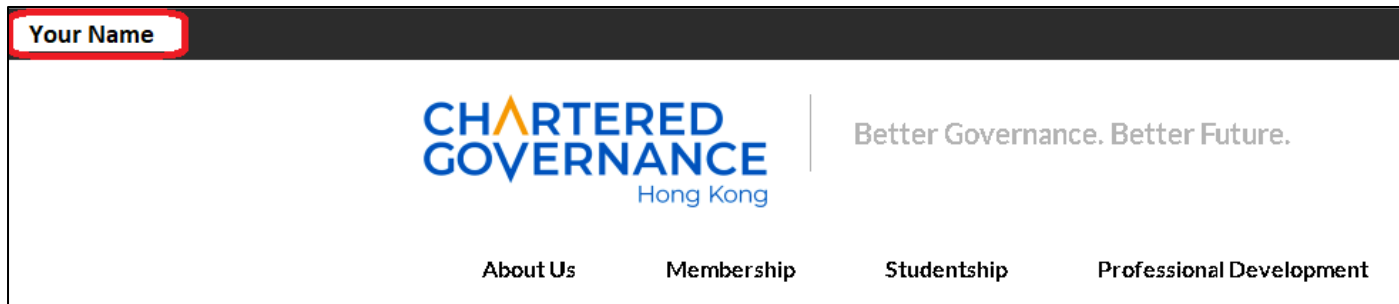 Your Name
CHARTERED
GOVERNANCE
Hong Kong
Better Governance. Better Future.
About Us Membership Studentship Professional Development